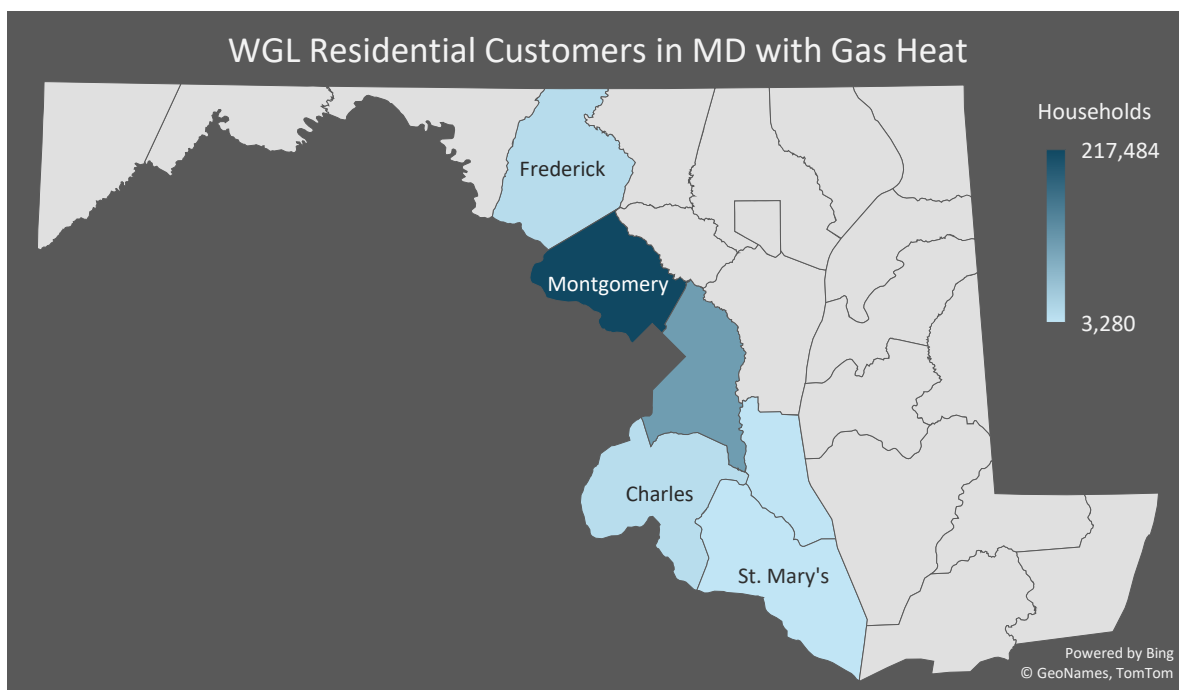 WGL Residential Customers in MD with Gas Heat
Households
217,484
3,280
Frederick
Montgomery
Charles
St. Mary's
Powered by Bing
© GeoNames, TomTom